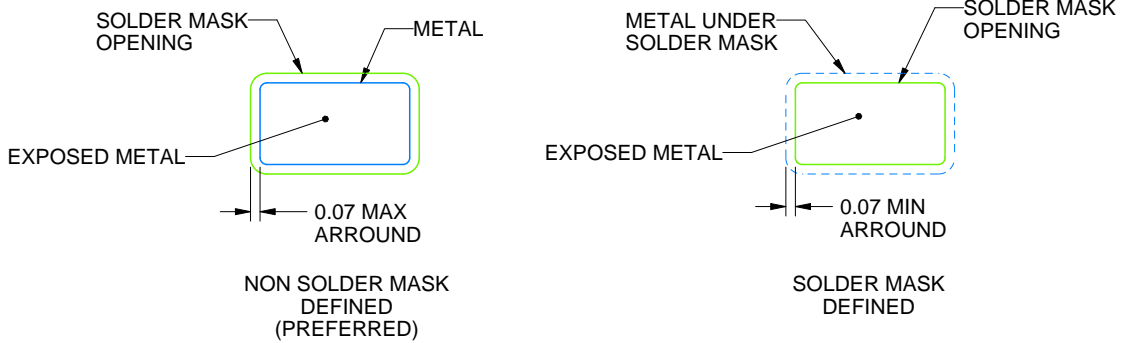 SOLDER MASK
OPENING
METAL
EXPOSED METAL
0.07 MAX
ARROUND
NON SOLDER MASK
DEFINED
(PREFERRED)
METAL UNDER
SOLDER MASK
SOLDER MASK
OPENING
EXPOSED METAL
0.07 MIN
ARROUND
SOLDER MASK
DEFINED